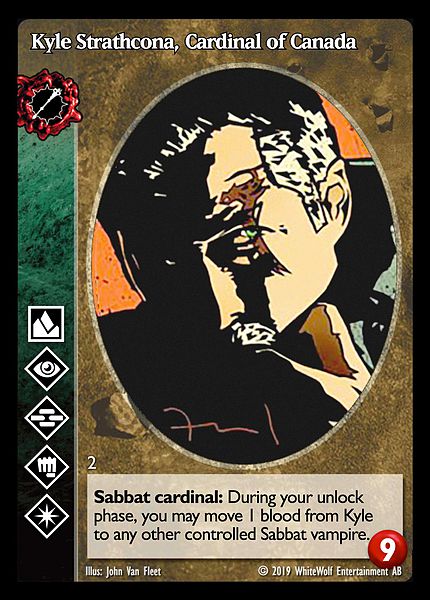 Kyle Strathcona, Cardinal of Canada
2
Sabbat cardinal: During your unlock
phase, you may move 1 blood from Kyle
to any other controlled Sabbat vampire.
9
Illus: John Van Fleet © 2019 WhiteWolf Entertainment AB